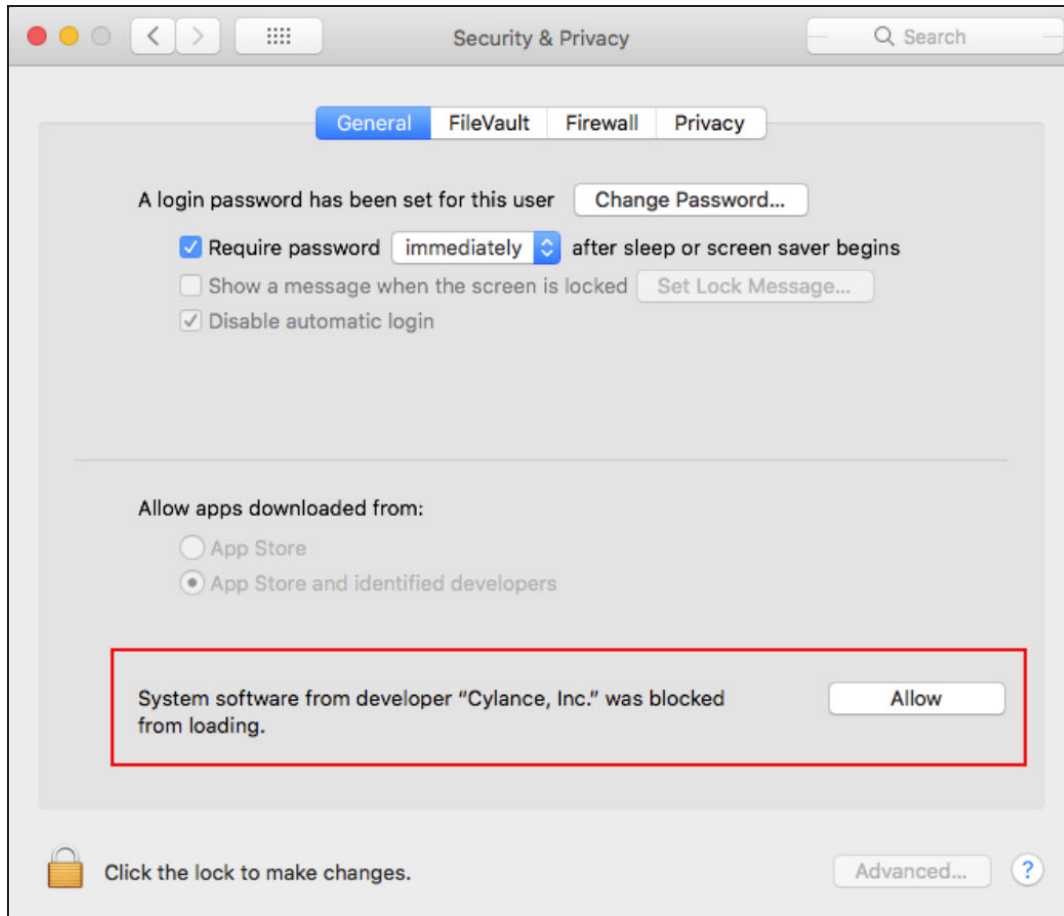 Security & Privacy
Search
General FileVault Firewall Privacy
A login password has been set for this user Change Password...
Require password immediately after sleep or screen saver begins
Show a message when the screen is locked Set Lock Message...
Disable automatic login
Allow apps downloaded from:
App Store
App Store and identified developers
System software from developer “Cylance, Inc.” was blocked
from loading.
Allow
Click the lock to make changes.
Advanced...
?